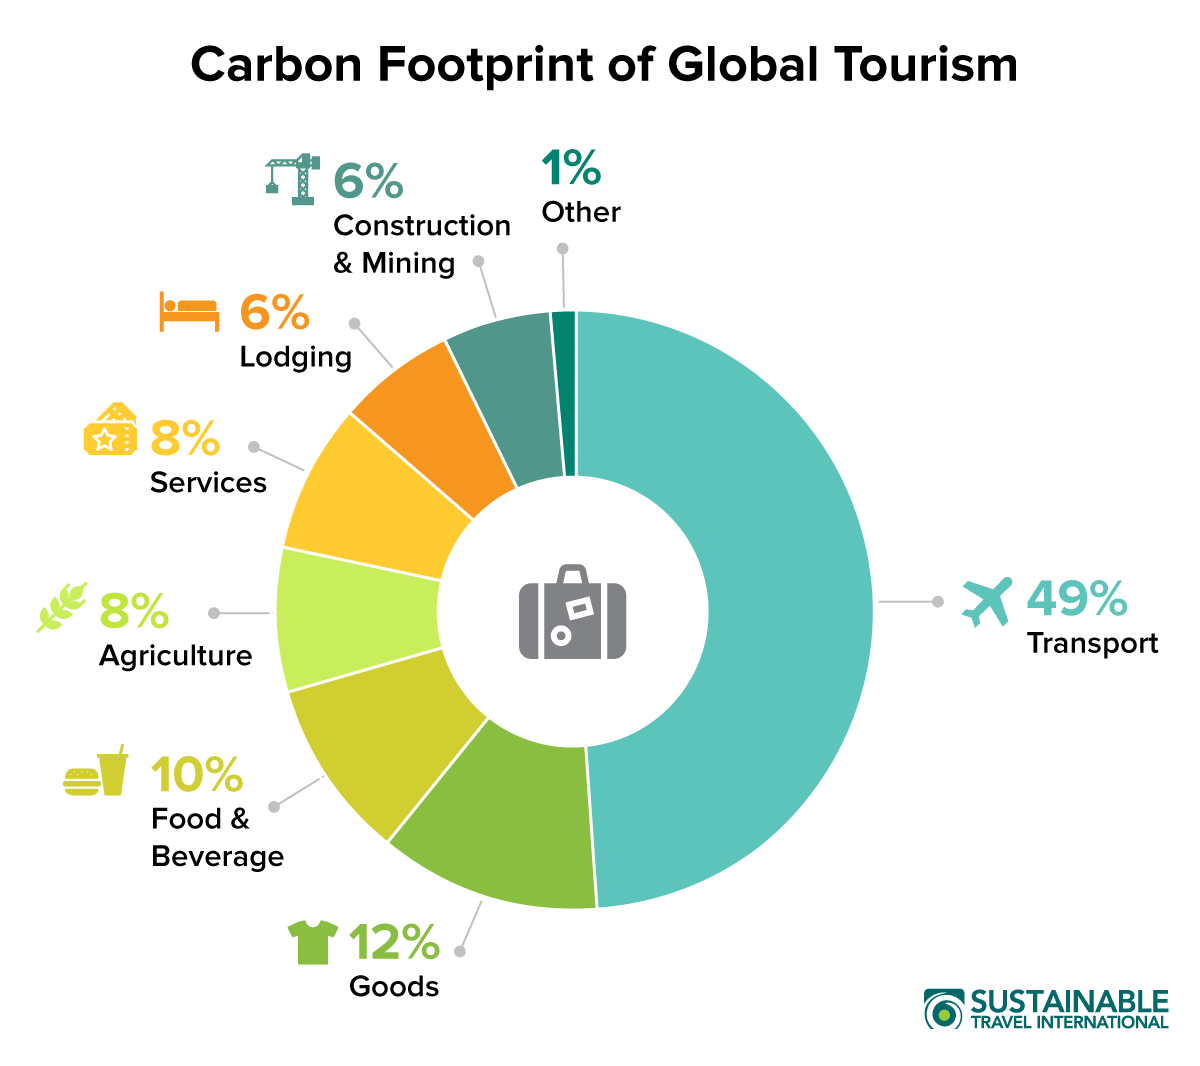 Carbon Footprint of Global Tourism
6%
Construction
& Mining
1%
Other
6%
Lodging
8%
Services
8%
Agriculture
49%
Transport
10%
Food &
Beverage
12%
Goods
SUSTAINABLE
TRAVEL INTERNATIONAL